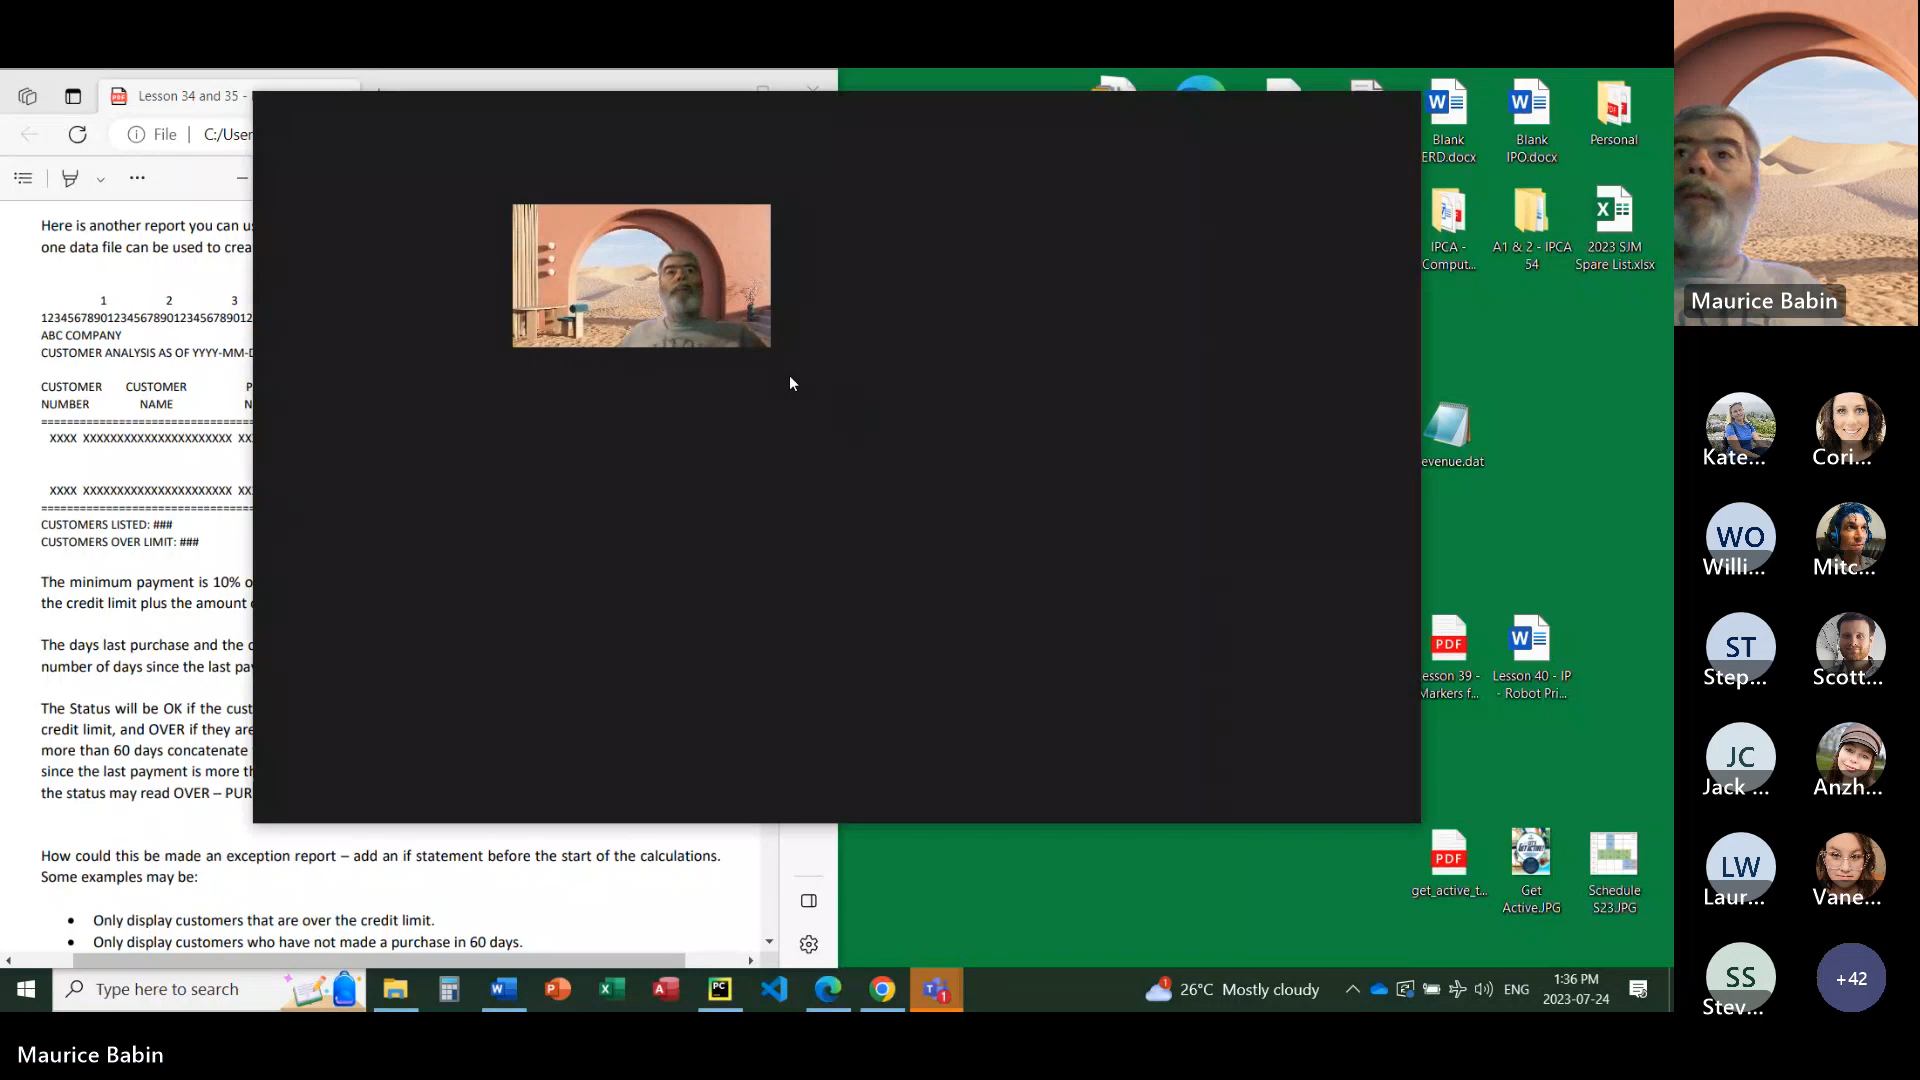 Lesson 34 and 35 -
File
C:/User
Here is another report you can us
one data file can be used to crea
1 2 3
12345678901234567890123456789012
ABC COMPANY
CUSTOMER ANALYSIS AS OF YYYY-MM-D
CUSTOMER CUSTOMER P
NUMBER NAME N
XXXX XXXXXXXXXXXXXXXXXXXXXX XX
XXXX XXXXXXXXXXXXXXXXXXXXXX XX
CUSTOMERS LISTED: ###
CUSTOMERS OVER LIMIT: ###
The minimum payment is 10% o
the credit limit plus the amount
The days last purchase and the
number of days since the last pa
The Status will be OK if the cust
credit limit, and OVER if they are
more than 60 days concatenate
since the last payment is more th
the status may read OVER – PUR
How could this be made an exception report – add an if statement before the start of the calculations.
Some examples may be:
• Only display customers that are over the credit limit.
• Only display customers who have not made a purchase in 60 days.
Blank
ERD.docx
Blank
IPO.docx
Personal
IPCA -
Comput...
A1 & 2 - IPCA
54
2023 SJM
Spare List.xlsx
evenue.dat
PDF
esson 39 -
Markers f...
Lesson 40 - IP
- Robot Pri...
PDF
get_active_t...
Get
Active.JPG
Schedule
S23.JPG
Type here to search
26°C Mostly cloudy
ENG
1:36 PM
2023-07-24
Maurice Babin
Kate...
Cori...
WO
Willi...
Mitc...
ST
Step...
Scott...
JC
Jack ...
Anzh...
LW
Laur...
Vane...
SS
Stev...
+42
Maurice Babin